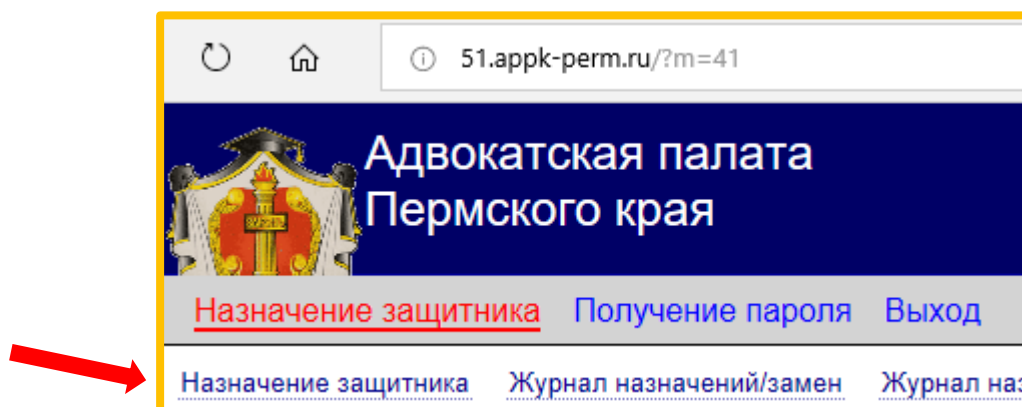 51.appk-perm.ru/?m=41
Адвокатская палата
Пермского края
Назначение защитника Получение пароля Выход
Назначение защитника Журнал назначений/замен Журнал